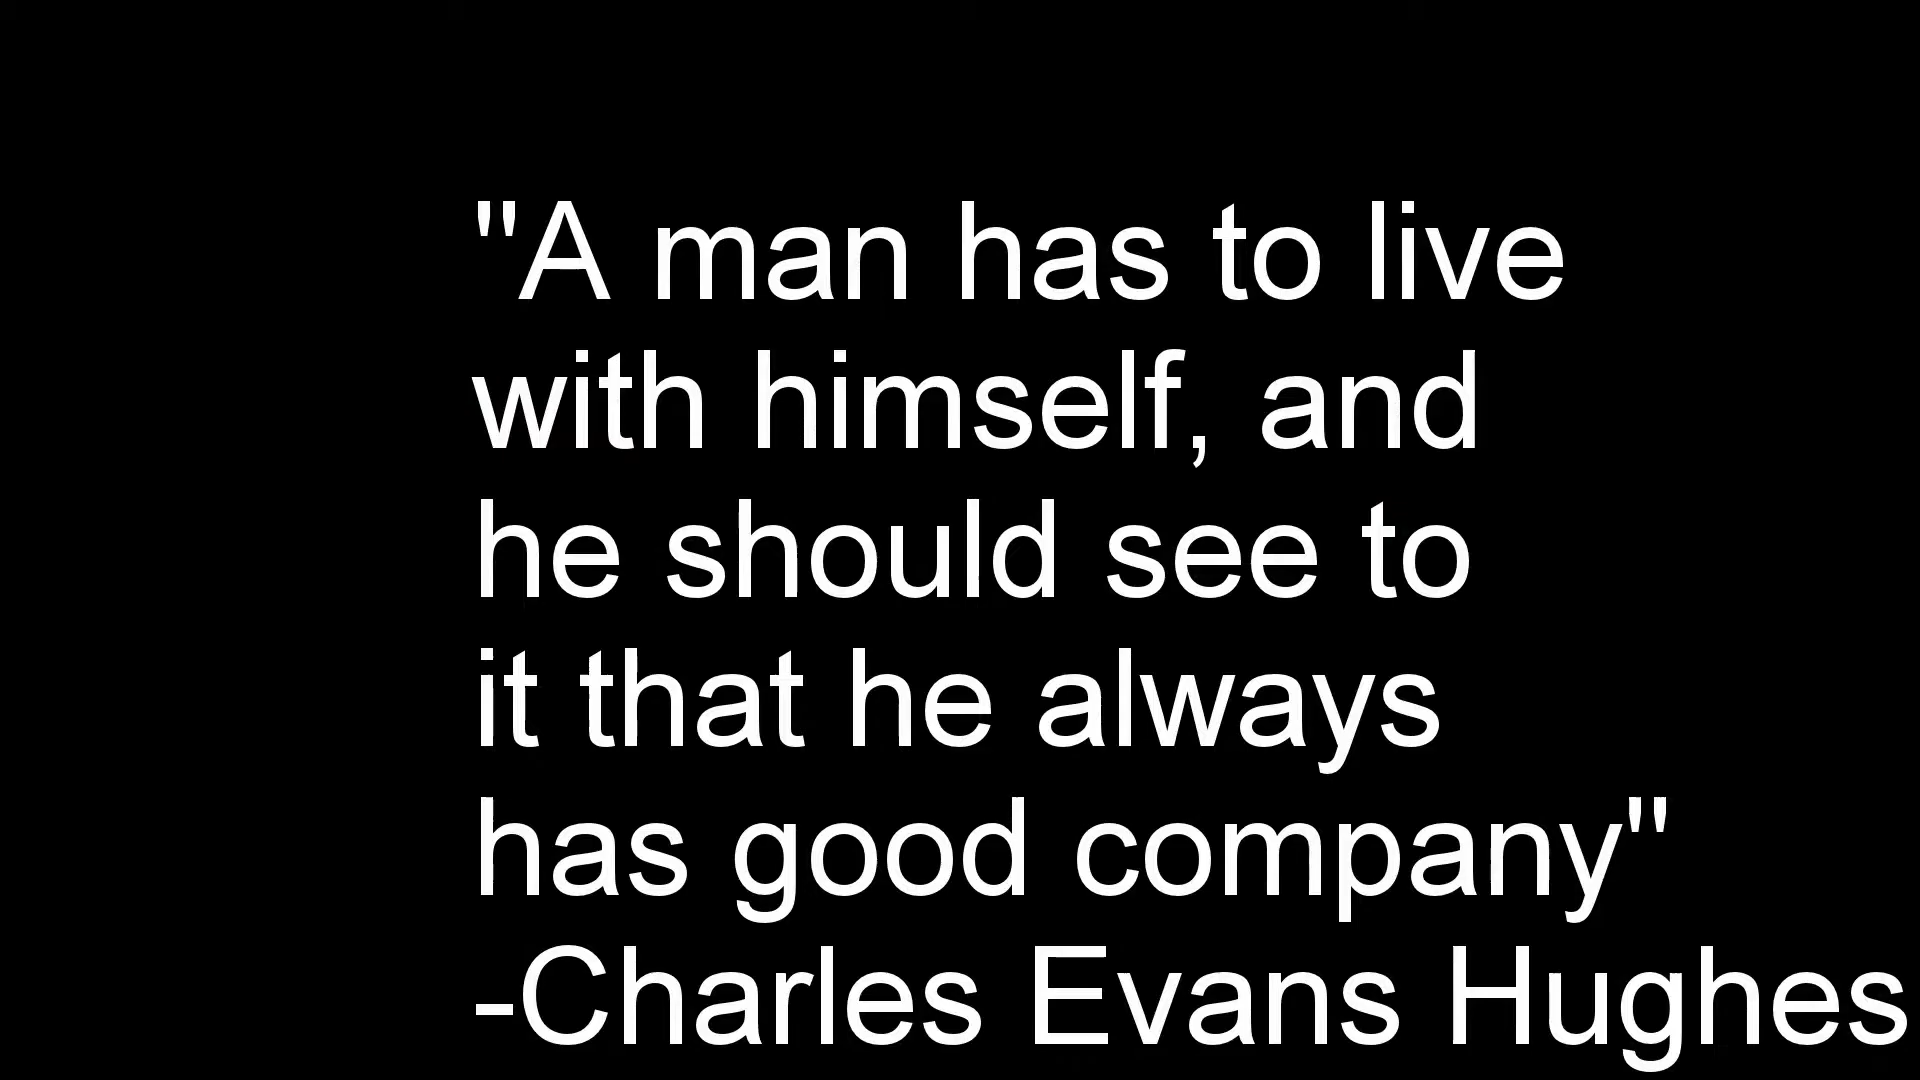 "A man has to live
with himself, and
he should see to
it that he always
has good company"
-Charles Evans Hughes